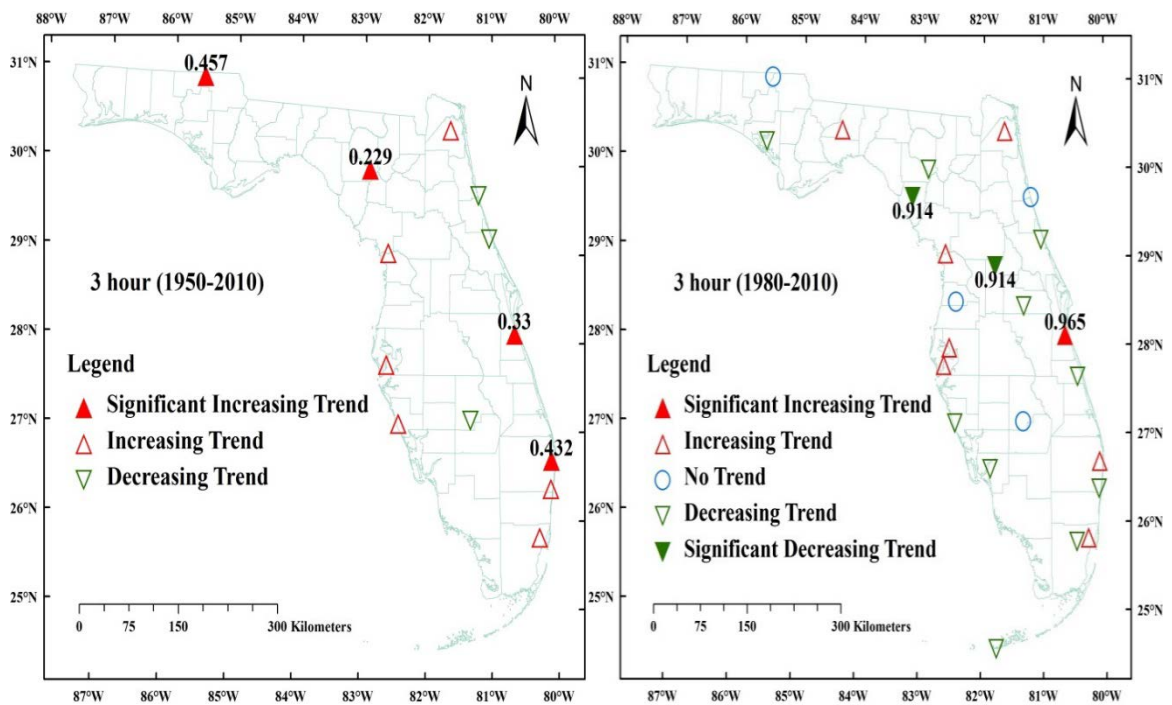 87°W 86°W 85°W 84°W 83°W 82°W 81°W 80°W
31°N
30°N
29°N
28°N
27°N
26°N
25°N
N
0.457
0.229
0.33
0.432
3 hour (1950-2010)
Legend
Significant Increasing Trend
Increasing Trend
Decreasing Trend
0 75 150 300 Kilometers
87°W 86°W 85°W 84°W 83°W 82°W 81°W 80°W
87°W 86°W 85°W 84°W 83°W 82°W 81°W 80°W
N
0.914
0.914
0.965
3 hour (1980-2010)
Legend
Significant Increasing Trend
Increasing Trend
No Trend
Decreasing Trend
Significant Decreasing Trend
0 75 150 300 Kilometers
31°N
30°N
29°N
28°N
27°N
26°N
25°N
87°W 86°W 85°W 84°W 83°W 82°W 81°W 80°W